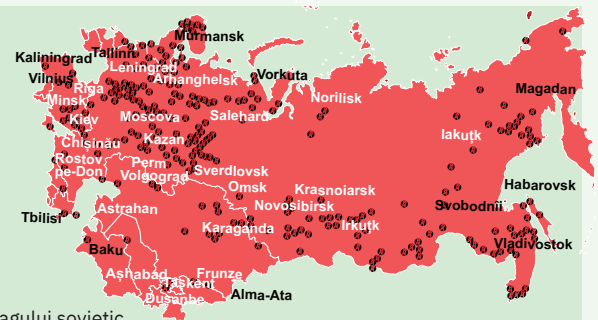 Murmansk
Kaliningrad
Tallinn
Leningrad
Vilnius
Arhanghelsk
Vorkuta
Riga
Minsk
Norilisk
Magadan
Kiev
Moscova
Salehard
Chișinău
Kazan
Iakutk
Rostov
pe-Don
Perm
Volgograd
Sverdlovsk
Omsk
Krasnoiarsk
Habarovsk
Astrahan
Novosibirsk
Svobodnîi
Tbilisi
Karaganda
Irkutk
Vladivostok
Baku
Așhabad
Frunze
Tașkent
Dușanbe
Alma-Ata
agului sovietic